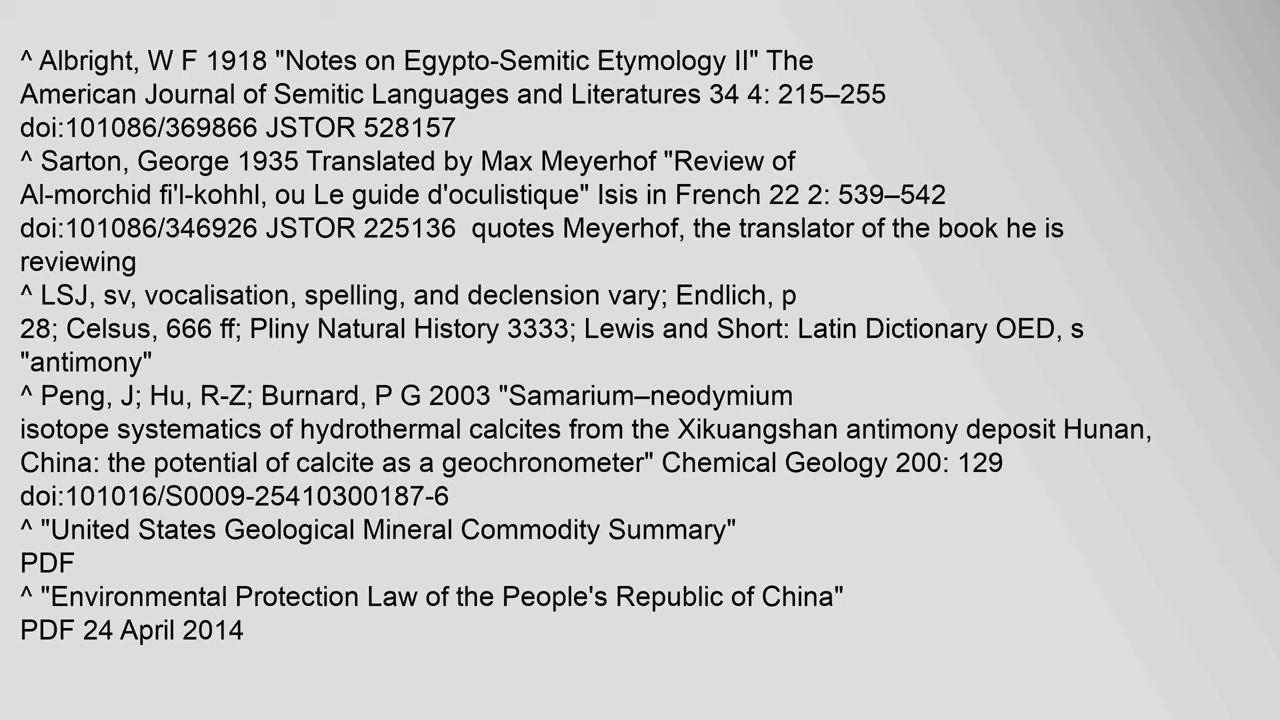 ^ Albright, W F 1918 "Notes on Egypto-Semitic Etymology II" The
American Journal of Semitic Languages and Literatures 34 4: 215–255
doi:101086/369866 JSTOR 528157
^ Sarton, George 1935 Translated by Max Meyerhof "Review of
Al-morchid fi'l-kohhl, ou Le guide d'oculistique" Isis in French 22 2: 539–542
doi:101086/346926 JSTOR 225136  quotes Meyerhof, the translator of the book he is
reviewing
^ LSJ, sv, vocalisation, spelling, and declension vary; Endlich, p
28; Celsus, 666 ff; Pliny Natural History 3333; Lewis and Short: Latin Dictionary OED, s
"antimony"
^ Peng, J; Hu, R-Z; Burnard, P G 2003 "Samarium–neodymium
isotope systematics of hydrothermal calcites from the Xikuangshan antimony deposit Hunan,
China: the potential of calcite as a geochronometer" Chemical Geology 200: 129
doi:101016/S0009-25410300187-6
^ "United States Geological Mineral Commodity Summary"
PDF
^ "Environmental Protection Law of the People's Republic of China"
PDF 24 April 2014